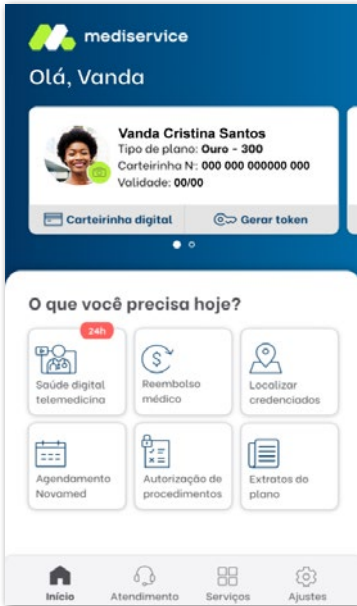 mediservice
Olá, Vanda
Vanda Cristina Santos
Tipo de plano: Ouro - 300
Carteirinha Nº: 000 000 000000 000
Validade: 00/00
Carteirinha digital
Gerar token
O que você precisa hoje?
24h
Saúde digital
telemedicina
Reembolso
médico
Localizar
credenciados
Agendamento
Novamed
Autorização de
procedimentos
Extratos do
plano
Início
Atendimento
Serviços
Ajustes